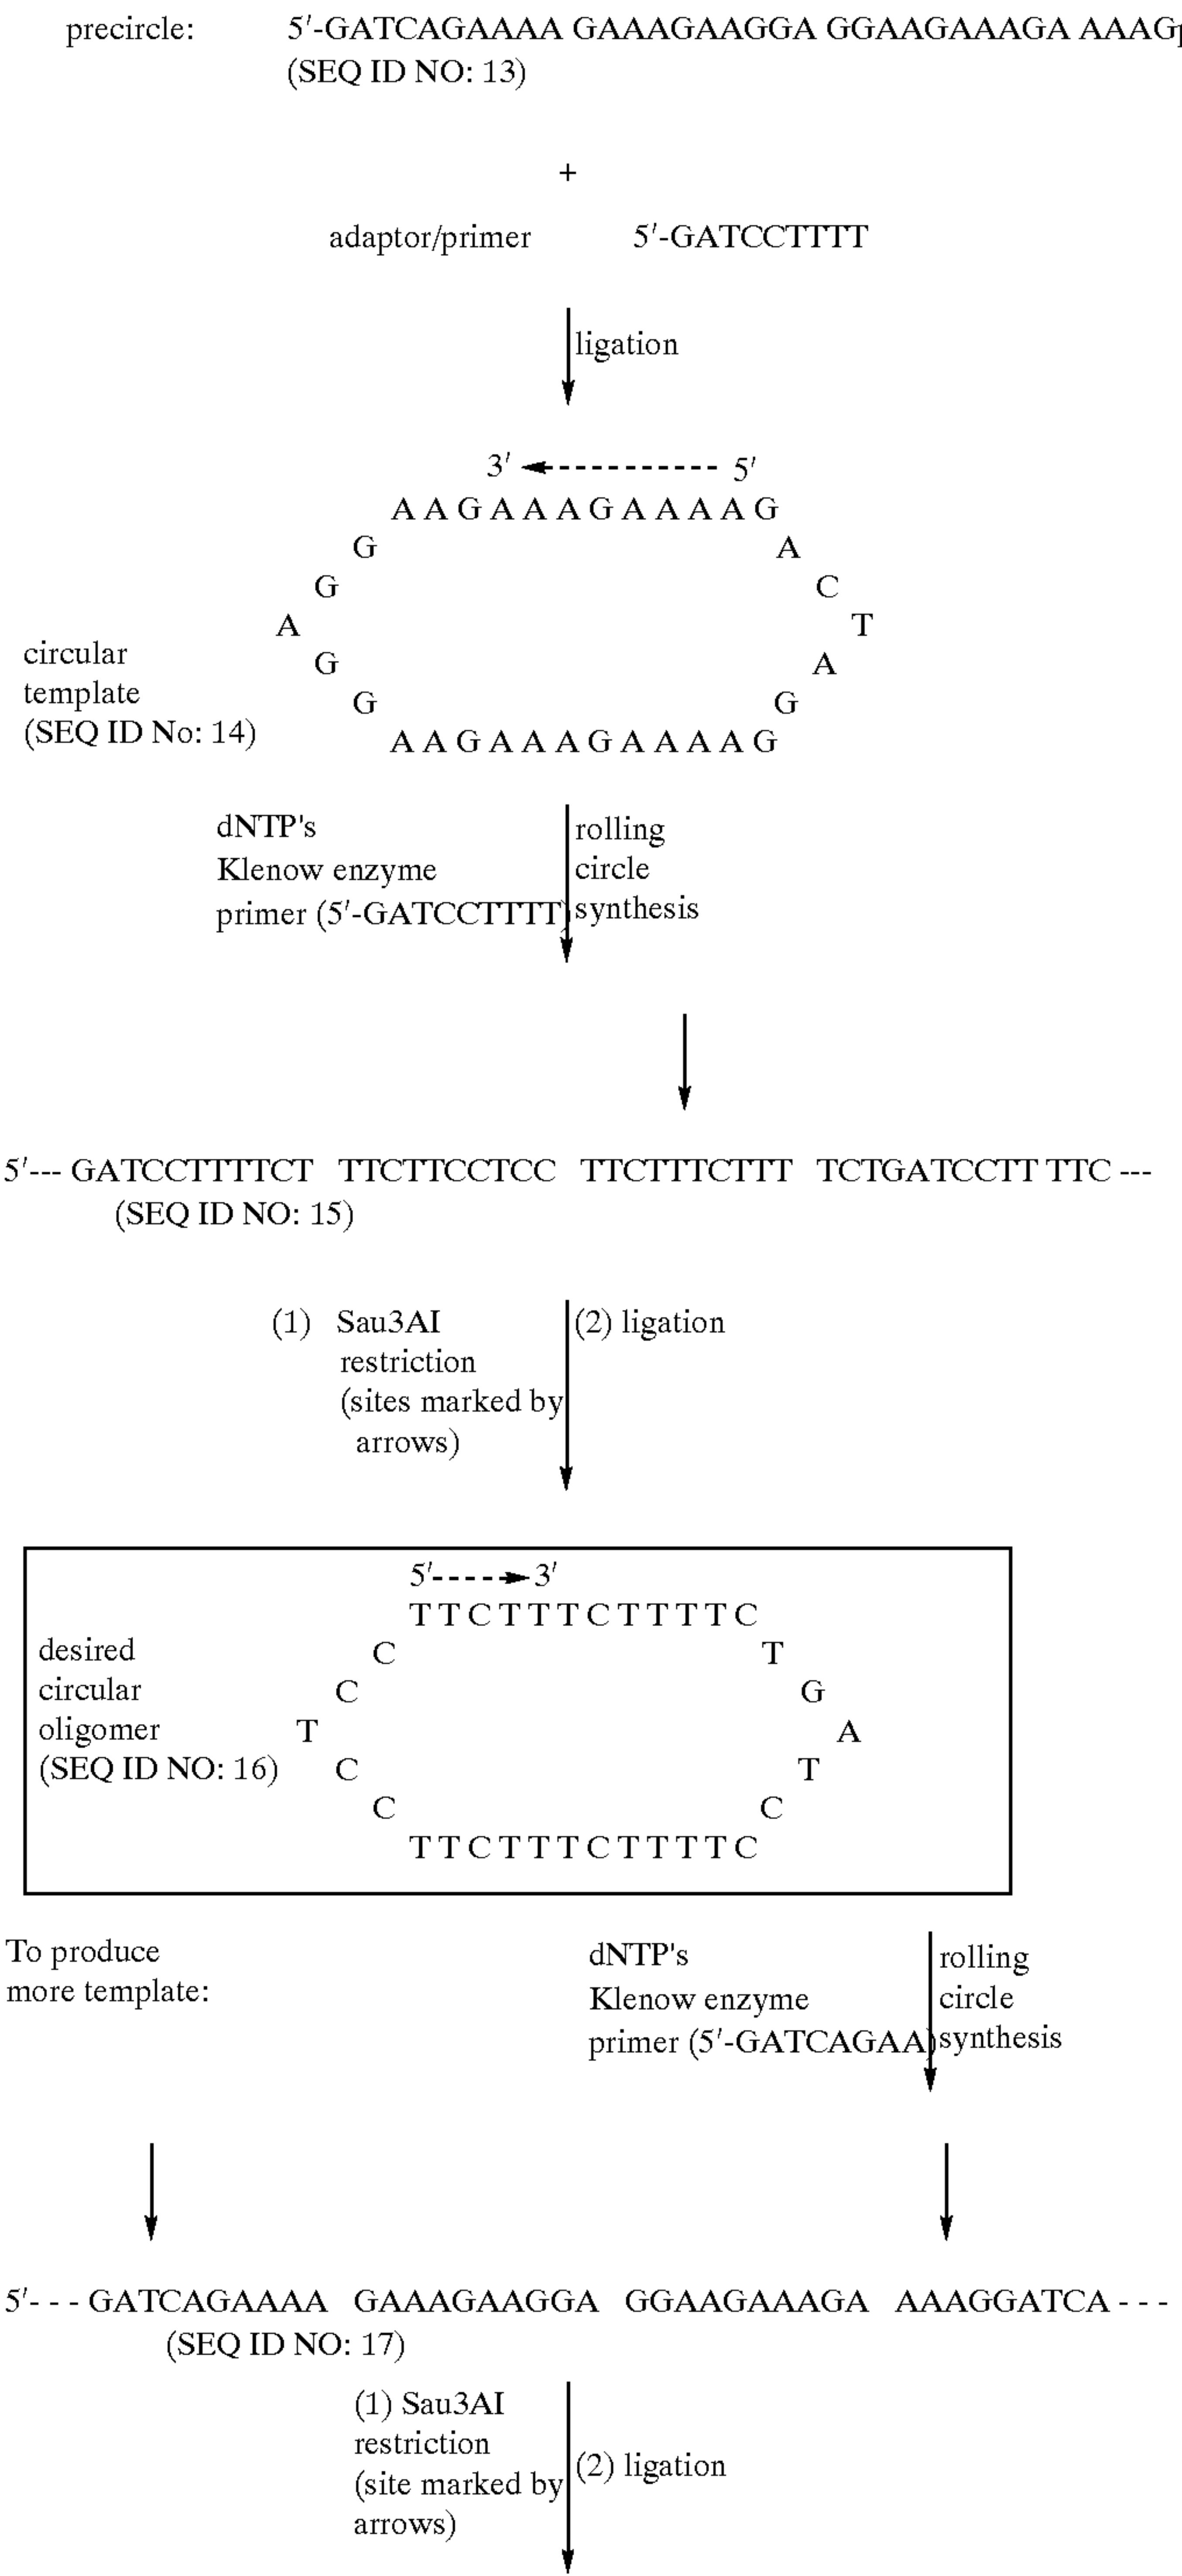 precircle: 5'-GATCAGAAAA GAAAGAAGGA GGAAGAAAGA AAAGp
(SEQ ID NO: 13)
+
adaptor/primer 5'-GATCCTTTT
ligation
3' 5'
A A G A A A G A A A A G
G A
G C
A T
circular
G A
template
G G
(SEQ ID No: 14)
A A G A A A G A A A A G
dNTP's rolling
Klenow enzyme circle
primer (5'-GATCCTTTT) synthesis
5'--- GATCCTTTTCT TTCTTCCTCC TTCTTTCTTT TCTGATCCTT TTC ---
(SEQ ID NO: 15)
(1) Sau3AI (2) ligation
restriction
(sites marked by
arrows)
5' 3'
T T C T T T C T T T T C
desired C T
circular C G
oligomer T A
(SEQ ID NO: 16) C T
C C
T T C T T T C T T T T C
To produce dNTP's rolling
more template: Klenow enzyme circle
primer (5'-GATCAGAA) synthesis
5'- - - GATCAGAAAA GAAAGAAGGA GGAAGAAAGA AAAGGATCA - - -
(SEQ ID NO: 17)
(1) Sau3AI
restriction (2) ligation
(site marked by
arrows)